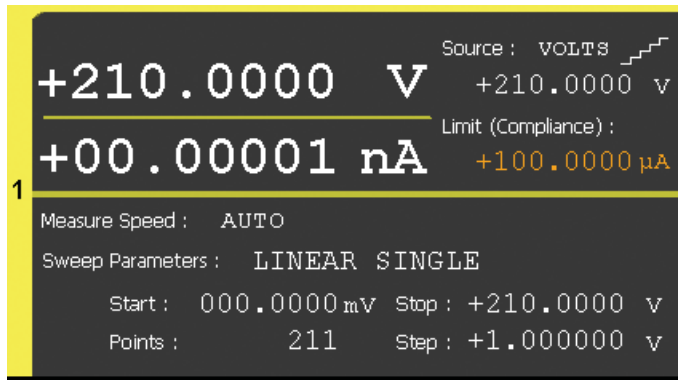 Source : VOLTS
+210.0000 V
+210.0000 V
Limit (Compliance) :
+00.00001 nA
+100.0000 µA
1
Measure Speed : AUTO
Sweep Parameters : LINEAR SINGLE
Start : 000.0000 mV Stop : +210.0000 V
Points : 211 Step : +1.000000 V